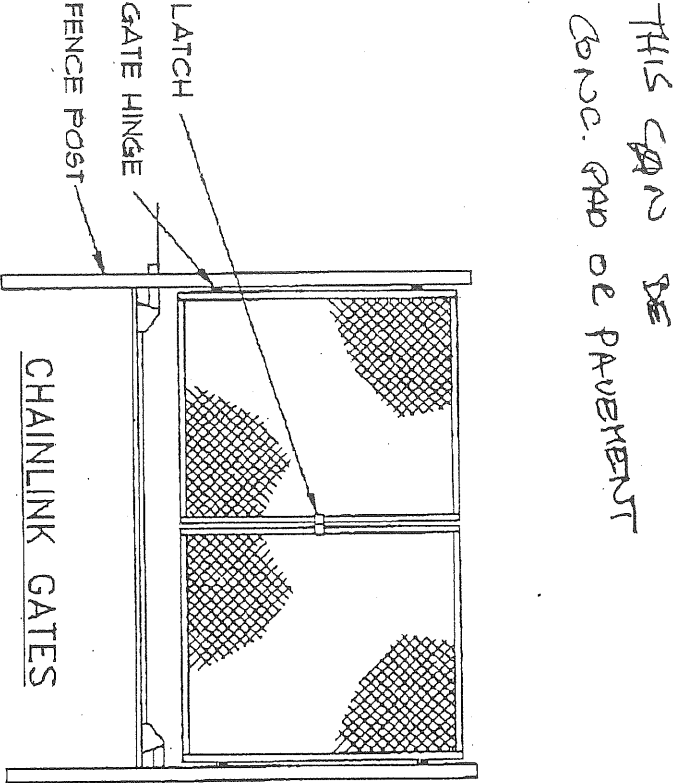 THIS CAN BE
CONC. PAD OR PAVEMENT
LATCH
GATE HINGE
FENCE POST
CHAINLINK GATES